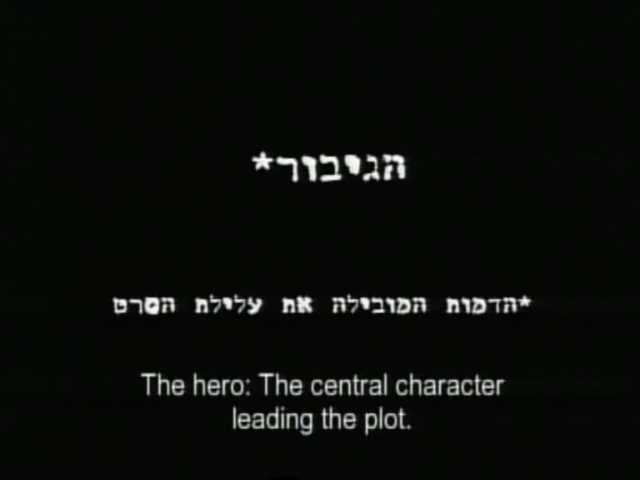 הגיבור*
*הדמות המובילה את עלילת הסרט
The hero: The central character
leading the plot.